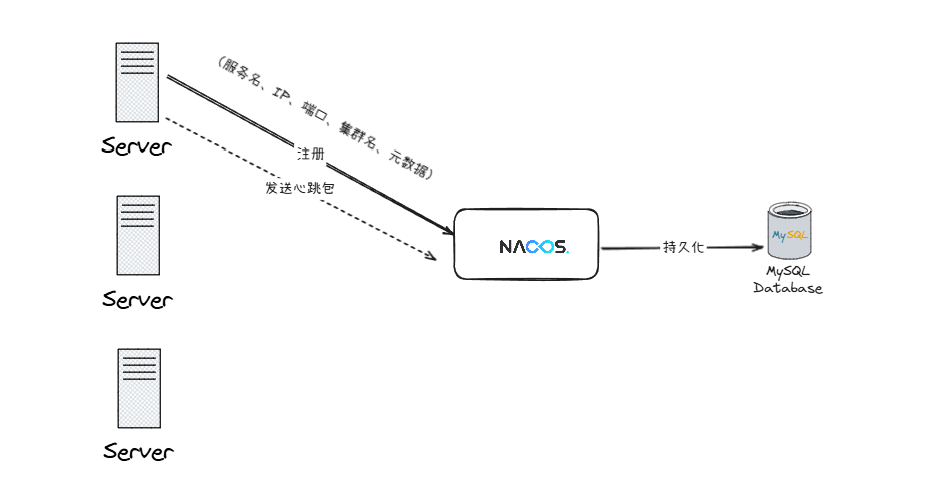 (服务名、IP、端口、集群名、元数据)
Server
注册
发送心跳包
Server
NACOS.
持久化
MySQL
MySQL
Database
Server